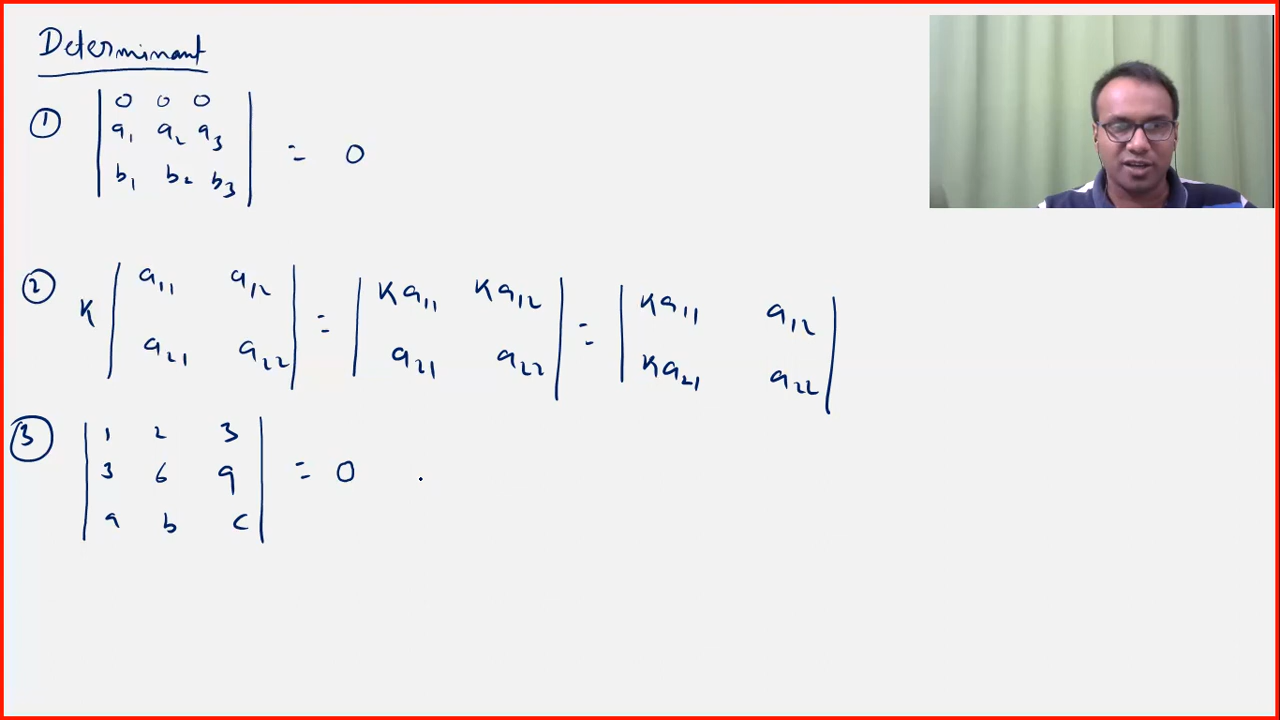 Determinant
① | 0 0 0 |
| a₁ a₂ a₃ | = 0
| b₁ b₂ b₃ |
② K | a₁₁ a₁₂ | = | Ka₁₁ Ka₁₂ | = | Ka₁₁ a₁₂ |
| a₂₁ a₂₂ | | a₂₁ a₂₂ | | Ka₂₁ a₂₂ |
③ | 1 2 3 |
| 3 6 9 | = 0
| a b c |